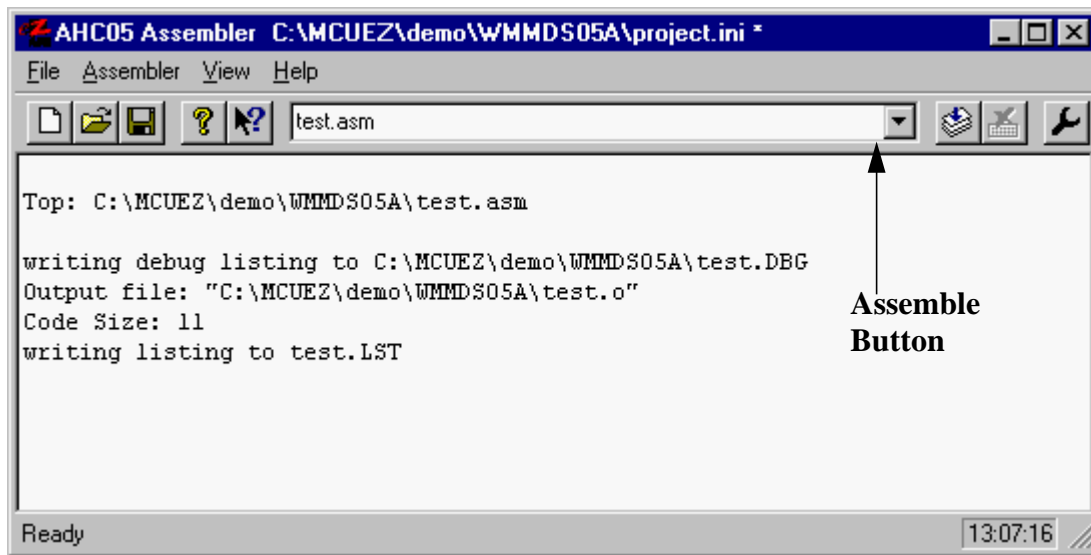 AHC05 Assembler C:\MCUEZ\demo\WMMDS05A\project.ini *
File Assembler View Help
test.asm
Top: C:\MCUEZ\demo\WMMDS05A\test.asm
writing debug listing to C:\MCUEZ\demo\WMMDS05A\test.DBG
Output file: "C:\MCUEZ\demo\WMMDS05A\test.o"
Code Size: 11
writing listing to test.LST
Assemble
Button
Ready 13:07:16